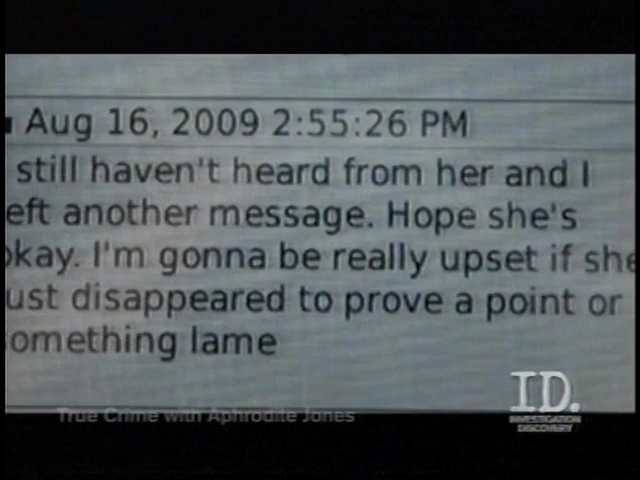 Aug 16, 2009 2:55:26 PM
still haven't heard from her and I
eft another message. Hope she's
okay. I'm gonna be really upset if she
ust disappeared to prove a point or
omething lame
True Crime with Aphrodite Jones
ID.
INVESTIGATION
DISCOVERY